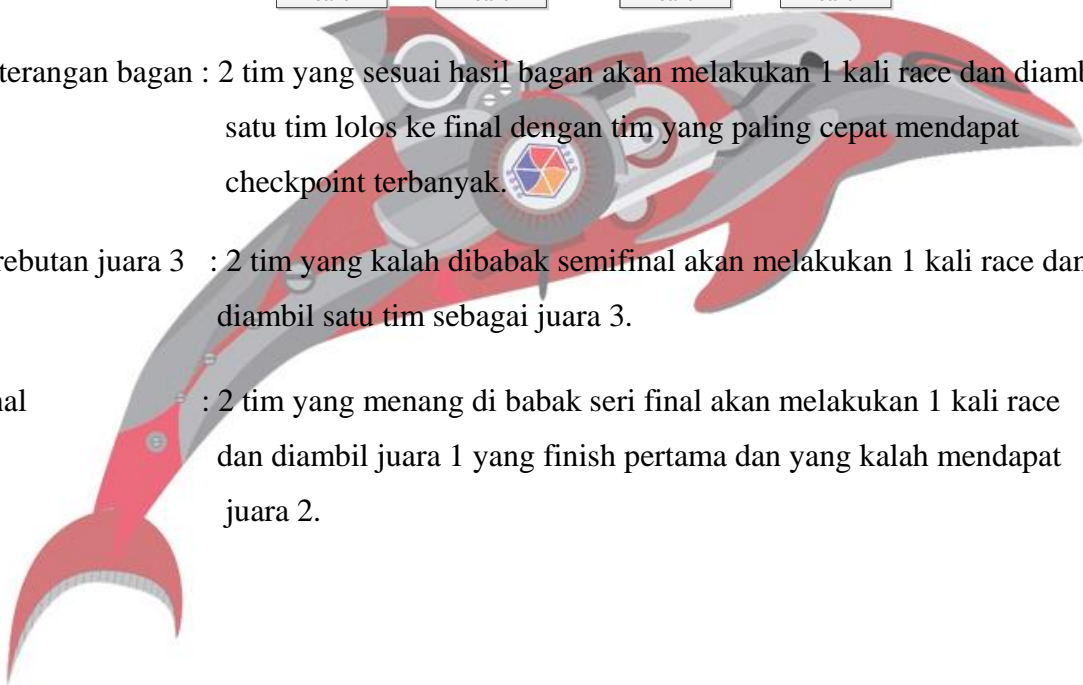 terangan bagan : 2 tim yang sesuai hasil bagan akan melakukan 1 kali race dan diamb
satu tim lolos ke final dengan tim yang paling cepat mendapat
checkpoint terbanyak.
rebutan juara 3 : 2 tim yang kalah dibabak semifinal akan melakukan 1 kali race dan
diambil satu tim sebagai juara 3.
nal : 2 tim yang menang di babak seri final akan melakukan 1 kali race
dan diambil juara 1 yang finish pertama dan yang kalah mendapat
juara 2.